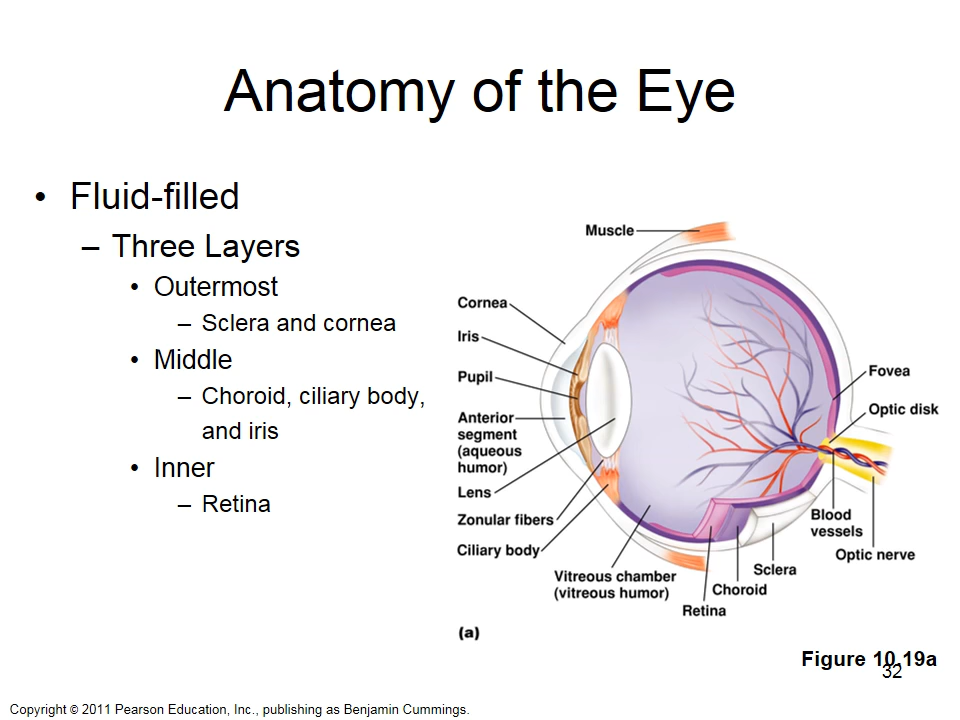 Anatomy of the Eye
• Fluid-filled
– Three Layers
• Outermost
– Sclera and cornea
• Middle
– Choroid, ciliary body,
and iris
• Inner
– Retina
Muscle
Cornea
Iris
Pupil
Anterior
segment
(aqueous
humor)
Lens
Zonular fibers
Ciliary body
Vitreous chamber
(vitreous humor)
Retina
Choroid
Sclera
Blood
vessels
Optic nerve
Optic disk
Fovea
(a)
Figure 10.19a
32
Copyright © 2011 Pearson Education, Inc., publishing as Benjamin Cummings.